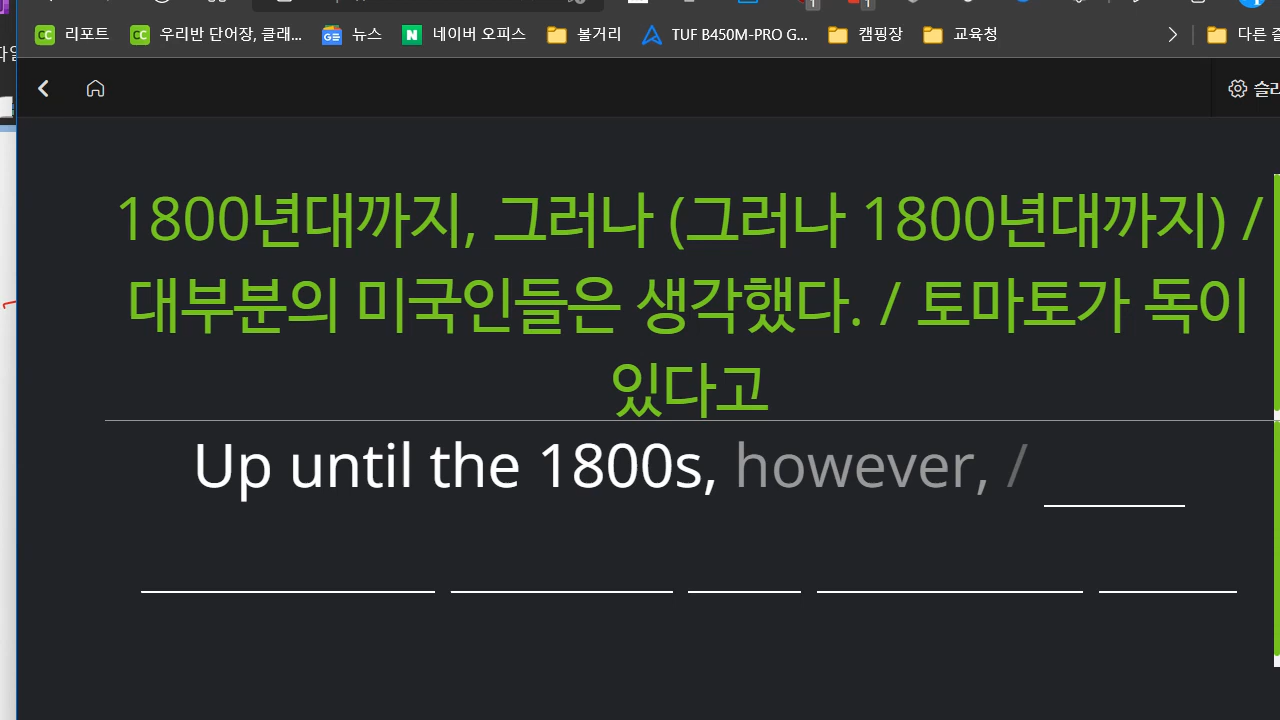 리포트 우리반 단어장, 클래... 뉴스 네이버 오피스 볼거리 TUF B450M-PRO G... 캠핑장 교육청 다른
1800년대까지, 그러나 (그러나 1800년대까지) /
대부분의 미국인들은 생각했다. / 토마토가 독이
있다고
Up until the 1800s, however, /